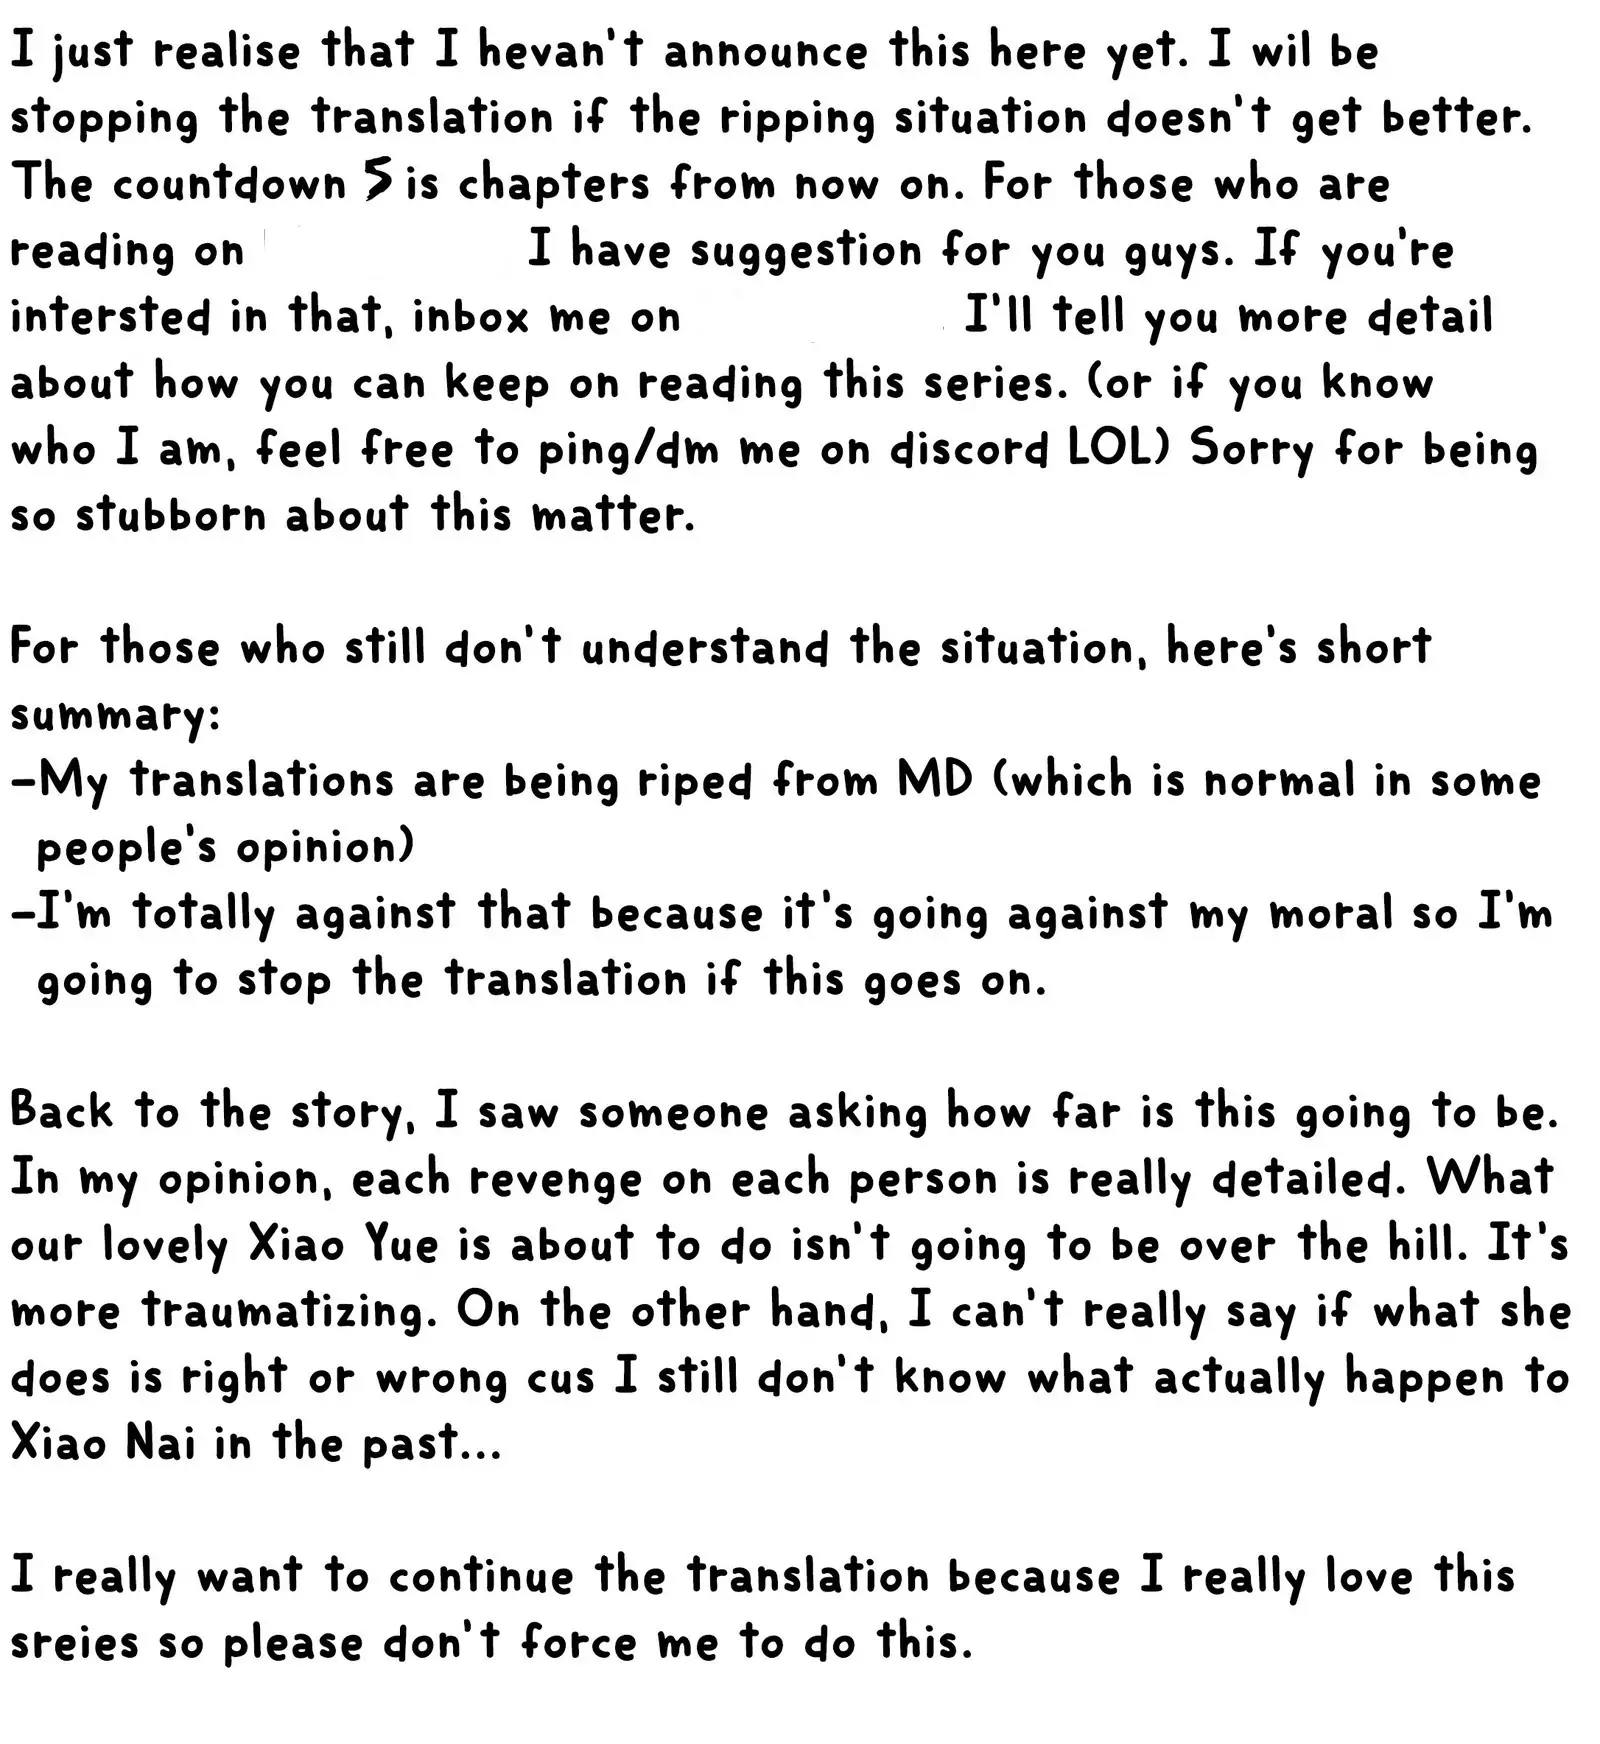 I just realise that I hevan't announce this here yet. I wil be
stopping the translation if the ripping situation doesn't get better.
The countdown 5 is chapters from now on. For those who are
reading on I have suggestion for you guys. If you're
intersted in that, inbox me on I'll tell you more detail
about how you can keep on reading this series. (or if you know
who I am, feel free to ping/dm me on discord LOL) Sorry for being
so stubborn about this matter.
For those who still don't understand the situation, here's short
summary:
-My translations are being riped from MD (which is normal in some
people's opinion)
-I'm totally against that because it's going against my moral so I'm
going to stop the translation if this goes on.
Back to the story, I saw someone asking how far is this going to be.
In my opinion, each revenge on each person is really detailed. What
our lovely Xiao Yue is about to do isn't going to be over the hill. It's
more traumatizing. On the other hand, I can't really say if what she
does is right or wrong cus I still don't know what actually happen to
Xiao Nai in the past...
I really want to continue the translation because I really love this
sreies so please don't force me to do this.